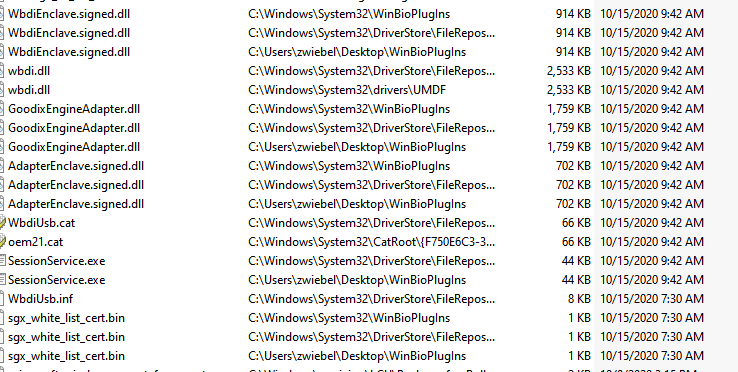 WbdiEnclave.signed.dll C:\Windows\System32\WinBioPlugIns 914 KB 10/15/2020 9:42 AM
WbdiEnclave.signed.dll C:\Windows\System32\DriverStore\FileRepos... 914 KB 10/15/2020 9:42 AM
WbdiEnclave.signed.dll C:\Users\zwiebel\Desktop\WinBioPlugIns 914 KB 10/15/2020 9:42 AM
wbdi.dll C:\Windows\System32\DriverStore\FileRepos... 2,533 KB 10/15/2020 9:42 AM
wbdi.dll C:\Windows\System32\drivers\UMDF 2,533 KB 10/15/2020 9:42 AM
GoodixEngineAdapter.dll C:\Windows\System32\WinBioPlugIns 1,759 KB 10/15/2020 9:42 AM
GoodixEngineAdapter.dll C:\Windows\System32\DriverStore\FileRepos... 1,759 KB 10/15/2020 9:42 AM
GoodixEngineAdapter.dll C:\Users\zwiebel\Desktop\WinBioPlugIns 1,759 KB 10/15/2020 9:42 AM
AdapterEnclave.signed.dll C:\Windows\System32\WinBioPlugIns 702 KB 10/15/2020 9:42 AM
AdapterEnclave.signed.dll C:\Windows\System32\DriverStore\FileRepos... 702 KB 10/15/2020 9:42 AM
AdapterEnclave.signed.dll C:\Users\zwiebel\Desktop\WinBioPlugIns 702 KB 10/15/2020 9:42 AM
WbdiUsb.cat C:\Windows\System32\DriverStore\FileRepos... 66 KB 10/15/2020 9:42 AM
oem21.cat C:\Windows\System32\CatRoot\{F750E6C3-3... 66 KB 10/15/2020 9:42 AM
SessionService.exe C:\Windows\System32\DriverStore\FileRepos... 44 KB 10/15/2020 9:42 AM
SessionService.exe C:\Users\zwiebel\Desktop\WinBioPlugIns 44 KB 10/15/2020 9:42 AM
WbdiUsb.inf C:\Windows\System32\DriverStore\FileRepos... 8 KB 10/15/2020 7:30 AM
sgx_white_list_cert.bin C:\Windows\System32\WinBioPlugIns 1 KB 10/15/2020 7:30 AM
sgx_white_list_cert.bin C:\Windows\System32\DriverStore\FileRepos... 1 KB 10/15/2020 7:30 AM
sgx_white_list_cert.bin C:\Users\zwiebel\Desktop\WinBioPlugIns 1 KB 10/15/2020 7:30 AM